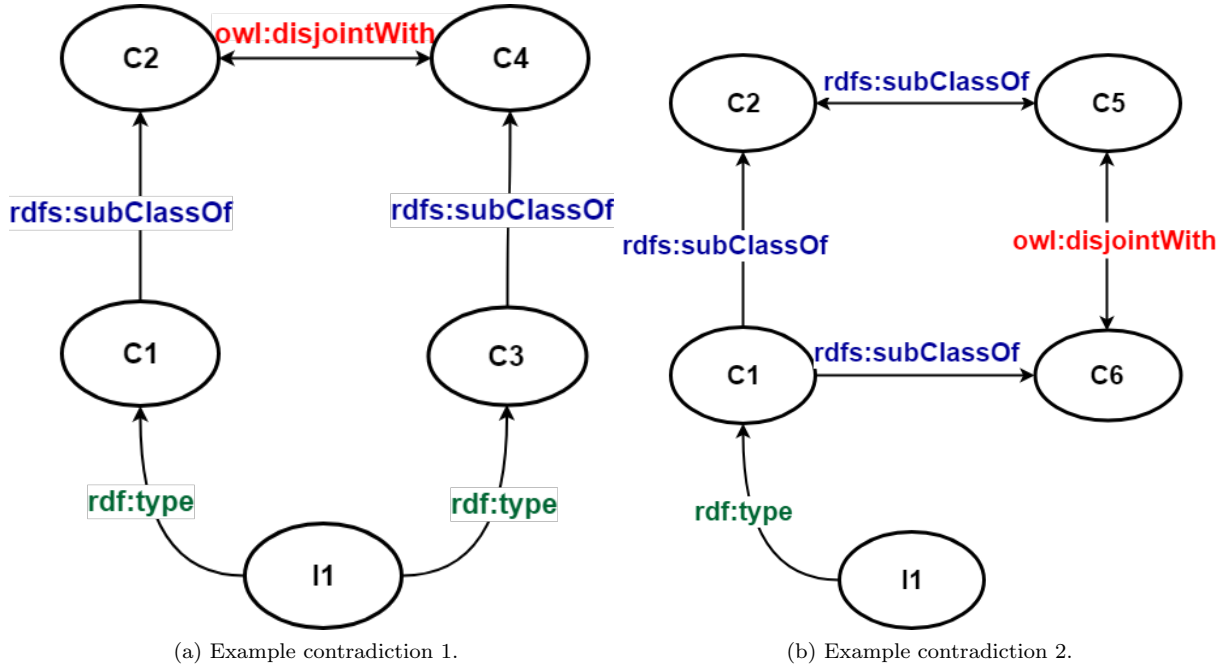 owl:disjointWith
C2
C4
rdfs:subClassOf
rdfs:subClassOf
C1
C3
rdf:type
rdf:type
I1
(a) Example contradiction 1.
rdfs:subClassOf
C2
C5
rdfs:subClassOf
owl:disjointWith
rdfs:subClassOf
C1
C6
rdf:type
I1
(b) Example contradiction 2.